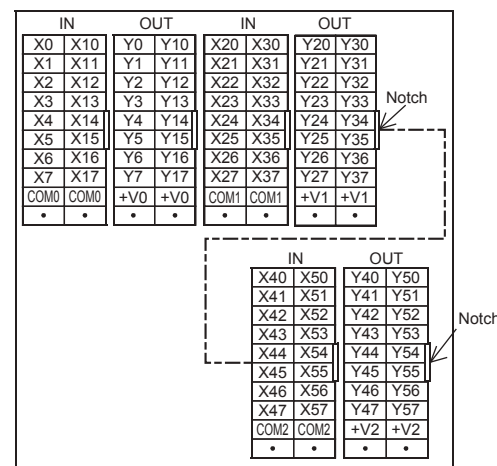 IN OUT IN OUT
X0 X10 Y0 Y10 X20 X30 Y20 Y30
X1 X11 Y1 Y11 X21 X31 Y21 Y31
X2 X12 Y2 Y12 X22 X32 Y22 Y32
X3 X13 Y3 Y13 X23 X33 Y23 Y33 Notch
X4 X14 Y4 Y14 X24 X34 Y24 Y34
X5 X15 Y5 Y15 X25 X35 Y25 Y35
X6 X16 Y6 Y16 X26 X36 Y26 Y36
X7 X17 Y7 Y17 X27 X37 Y27 Y37
COM0 COM0 +V0 +V0 COM1 COM1 +V1 +V1
• • • • • • • •
IN OUT
X40 X50 Y40 Y50
X41 X51 Y41 Y51
X42 X52 Y42 Y52 Notch
X43 X53 Y43 Y53
X44 X54 Y44 Y54
X45 X55 Y45 Y55
X46 X56 Y46 Y56
X47 X57 Y47 Y57
COM2 COM2 +V2 +V2
• • • •